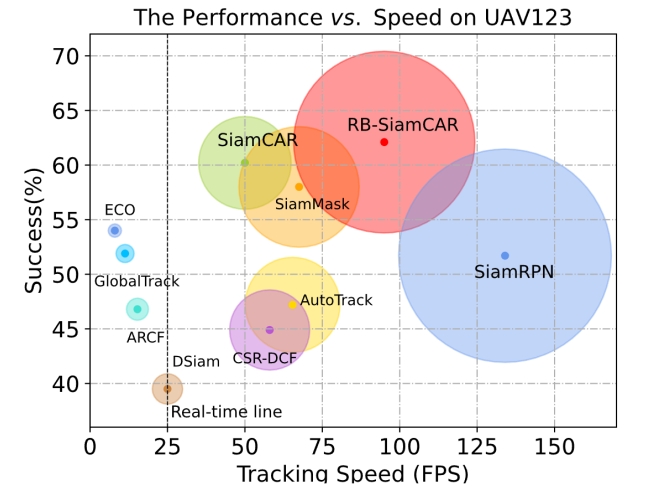 The Performance vs. Speed on UAV123
70
65
60
55
50
45
40
Success(%)
SiamCAR
RB-SiamCAR
SiamMask
ECO
GlobalTrack
SiamRPN
AutoTrack
ARCF
CSR-DCF
DSiam
Real-time line
0 25 50 75 100 125 150
Tracking Speed (FPS)